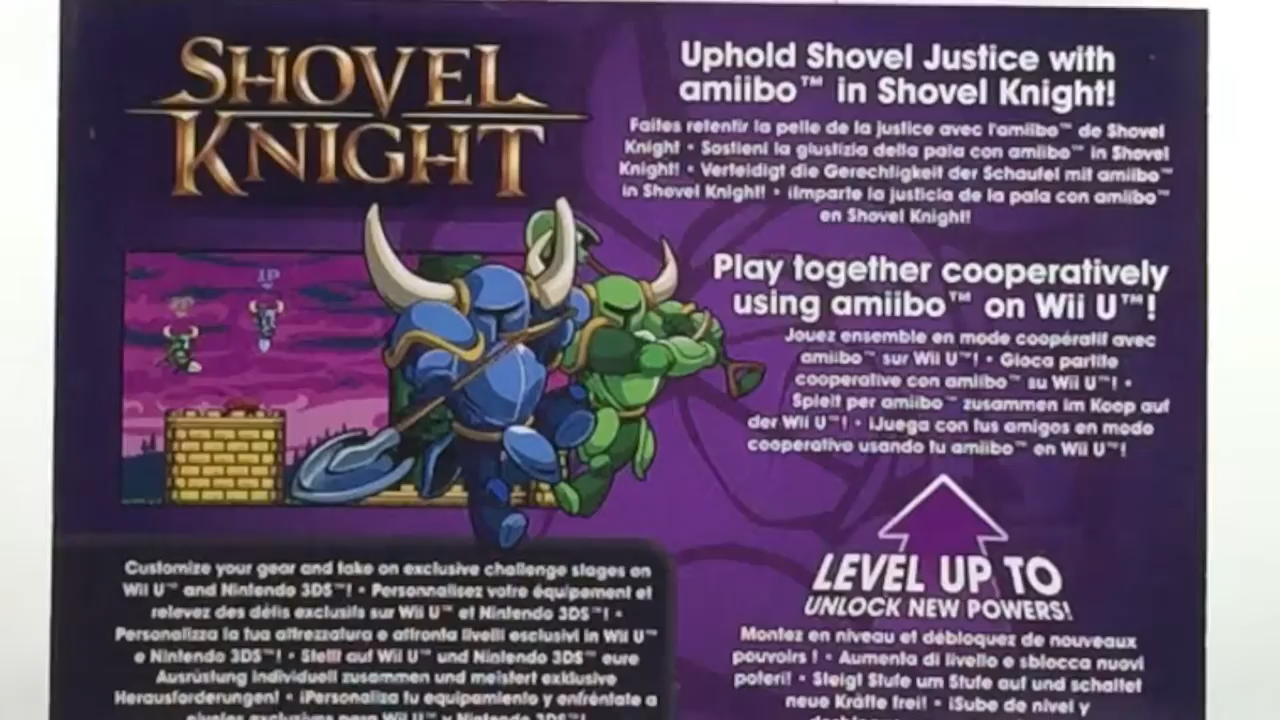 SHOVEL
KNIGHT
Uphold Shovel Justice with
amiibo™ in Shovel Knight!
Faites retentir la pelle de la justice avec l'amiibo™ de Shovel
Knight • Sostieni la giustizia della pala con amiibo™ in Shovel
Knight! • Verteidigt die Gerechtigkeit der Schaufel mit amiibo™
in Shovel Knight! • ¡Imparte la justicia de la pala con amiibo™
en Shovel Knight!
1P
Play together cooperatively
using amiibo™ on Wii U™!
Jouez ensemble en mode coopératif avec
amiibo™ sur Wii U™! • Gioca partite
cooperative con amiibo™ su Wii U™! •
Spielt per amiibo™ zusammen im Koop auf
der Wii U™! • ¡Juega con tus amigos en modo
cooperativo usando tu amiibo™ en Wii U™!
Customize your gear and take on exclusive challenge stages on
Wii U™ and Nintendo 3DS™! • Personnalisez votre équipement et
relevez des défis exclusifs sur Wii U™ et Nintendo 3DS™! •
Personalizza la tua attrezzatura e affronta livelli esclusivi in Wii U™
e Nintendo 3DS™! • Stellt auf Wii U™ und Nintendo 3DS™ eure
Ausrüstung individuell zusammen und meistert exklusive
Herausforderungen! • ¡Personaliza tu equipamiento y enfréntate a
niveles exclusivos para Wii U™ y Nintendo 3DS™!
LEVEL UP TO
UNLOCK NEW POWERS!
Montez en niveau et débloquez de nouveaux
pouvoirs ! • Aumenta di livello e sblocca nuovi
poteri! • Steigt Stufe um Stufe auf und schaltet
neue Kräfte frei! • ¡Sube de nivel y